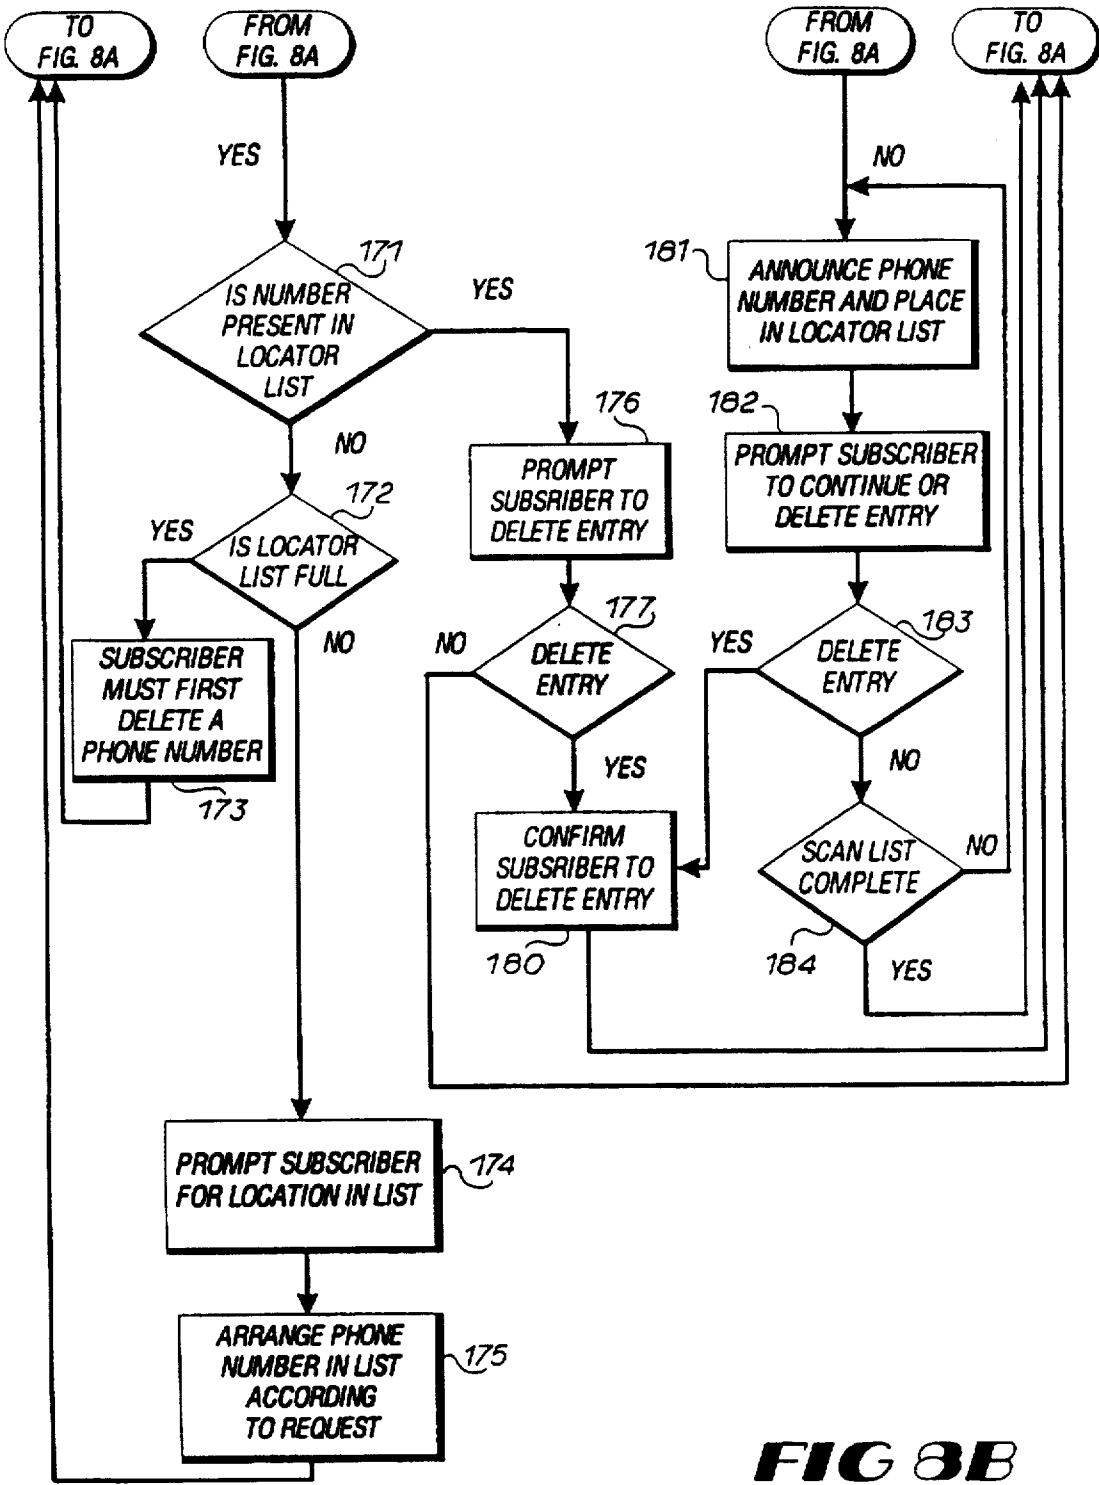 TO
FIG. 8A
FROM
FIG. 8A
FROM
FIG. 8A
TO
FIG. 8A
YES
NO
171
IS NUMBER
PRESENT IN
LOCATOR
LIST
YES
181
ANNOUNCE PHONE
NUMBER AND PLACE
IN LOCATOR LIST
NO
176
PROMPT
SUBSRIBER TO
DELETE ENTRY
182
PROMPT SUBSCRIBER
TO CONTINUE OR
DELETE ENTRY
172
YES
IS LOCATOR
LIST FULL
NO
177
NO
DELETE
ENTRY
YES
183
YES
DELETE
ENTRY
NO
SUBSCRIBER
MUST FIRST
DELETE A
PHONE NUMBER
173
CONFIRM
SUBSRIBER TO
DELETE ENTRY
180
SCAN LIST
COMPLETE
NO
184
YES
PROMPT SUBSCRIBER
FOR LOCATION IN LIST
174
ARRANGE PHONE
NUMBER IN LIST
ACCORDING
TO REQUEST
175
FIG 8B